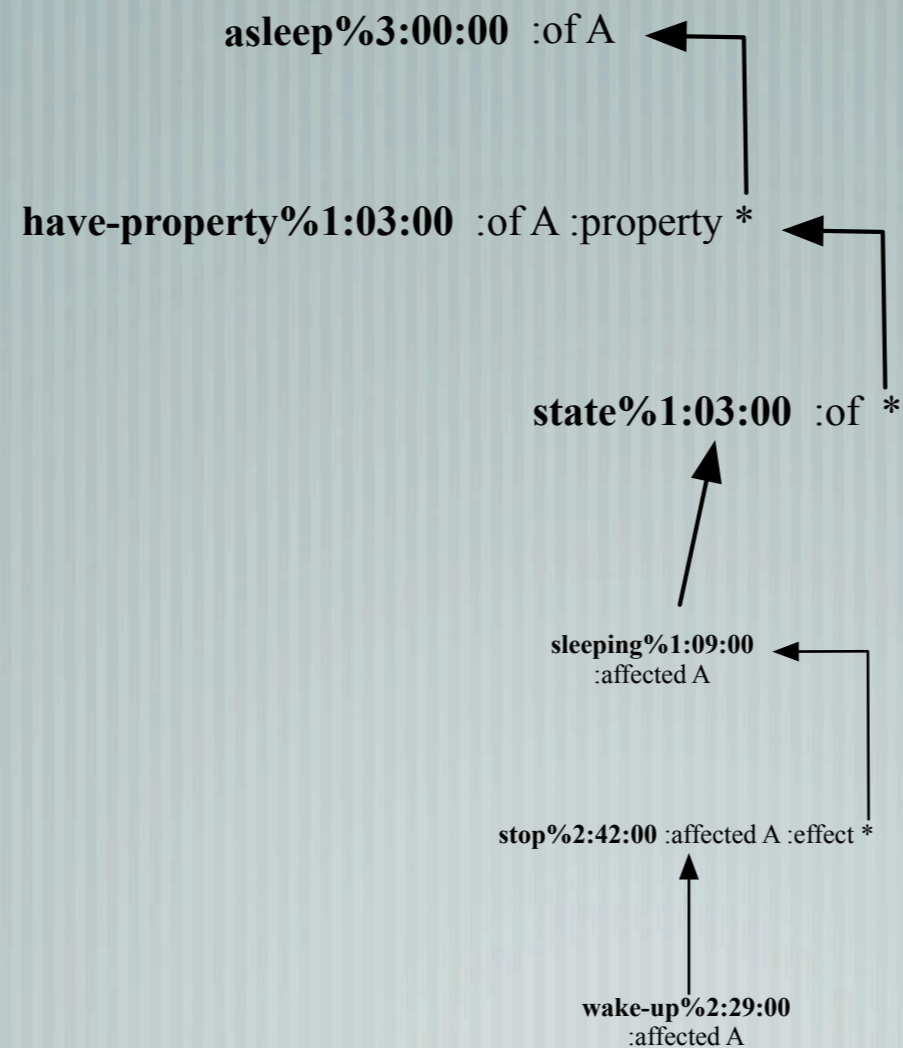 asleep%3:00:00 :of A
have-property%1:03:00 :of A :property *
state%1:03:00 :of *
sleeping%1:09:00
:affected A
stop%2:42:00 :affected A :effect *
wake-up%2:29:00
:affected A